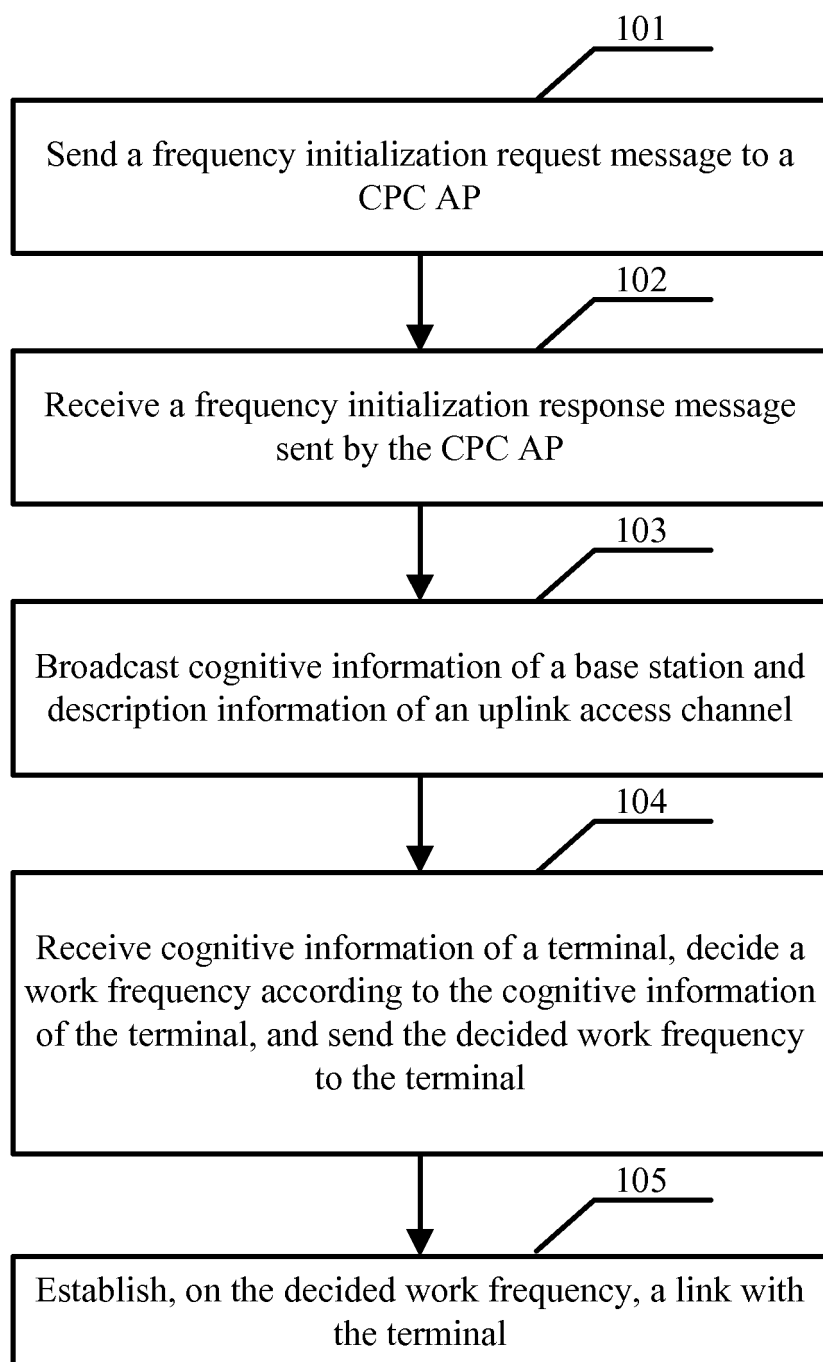 101
Send a frequency initialization request message to a
CPC AP
102
Receive a frequency initialization response message
sent by the CPC AP
103
Broadcast cognitive information of a base station and
description information of an uplink access channel
104
Receive cognitive information of a terminal, decide a
work frequency according to the cognitive information
of the terminal, and send the decided work frequency
to the terminal
105
Establish, on the decided work frequency, a link with
the terminal